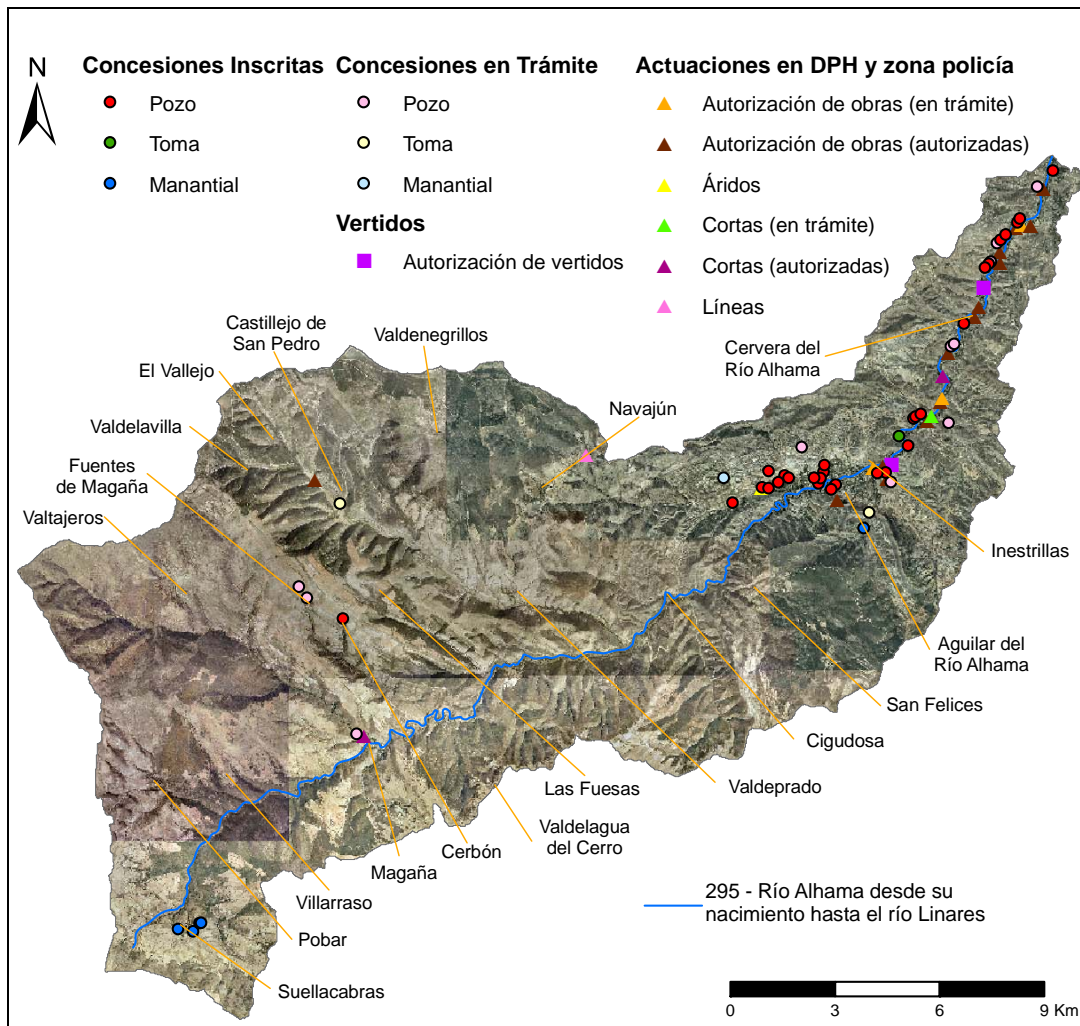 N
Concesiones Inscritas
Pozo
Toma
Manantial
Concesiones en Trámite
Pozo
Toma
Manantial
Vertidos
Autorización de vertidos
Actuaciones en DPH y zona policía
Autorización de obras (en trámite)
Autorización de obras (autorizadas)
Áridos
Cortas (en trámite)
Cortas (autorizadas)
Líneas
Castillejo de
San Pedro
Valdenegrillos
El Vallejo
Cervera del
Río Alhama
Navajún
Valdelavilla
Fuentes
de Magaña
Valtajeros
Inestrillas
Aguilar del
Río Alhama
San Felices
Cigudosa
Valdeprado
Las Fuesas
Valdelagua
del Cerro
Cerbón
Magaña
Villarraso
Pobar
Suellacabras
295 - Río Alhama desde su
nacimiento hasta el río Linares
0 3 6 9 Km